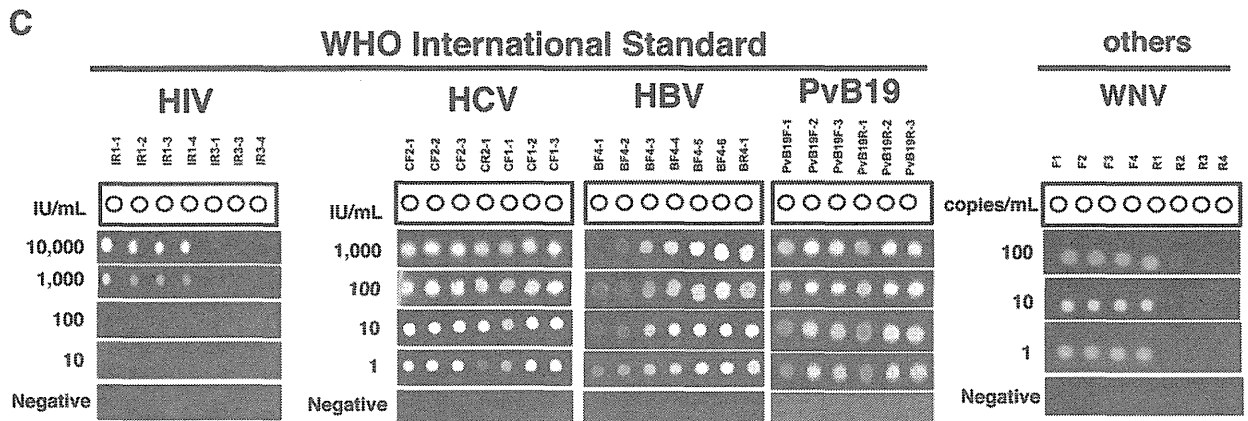 C
WHO International Standard
others
HIV
HCV
HBV
PvB19
WNV
IR1-1 IR1-2 IR1-3 IR1-4 IR3-1 IR3-3 IR3-4
CF2-1 CF2-2 CF2-3 CR2-1 CF1-1 CF1-2 CF1-3
BF4-1 BF4-2 BF4-3 BF4-4 BF4-5 BF4-6 BR4-1
PvB19F-1 PvB19F-2 PvB19F-3 PvB19R-1 PvB19R-2 PvB19R-3
F1 F2 F3 F4 R1 R2 R3 R4
IU/mL
10,000
1,000
100
10
Negative
IU/mL
1,000
100
10
1
Negative
copies/mL
100
10
1
Negative